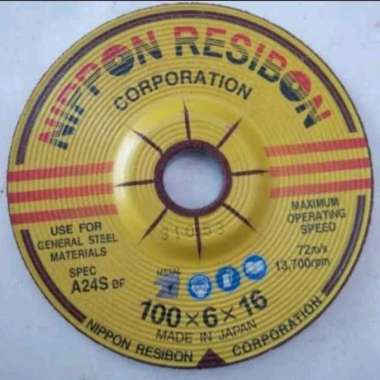 NIPPON RESIBON
CORPORATION
USE FOR
GENERAL STEEL
MATERIALS
SPEC
A24S BF
MAXIMUM
OPERATING
SPEED
72m/s
13,700rpm
METAL
100×6×16
MADE IN JAPAN
NIPPON RESIBON CORPORATION